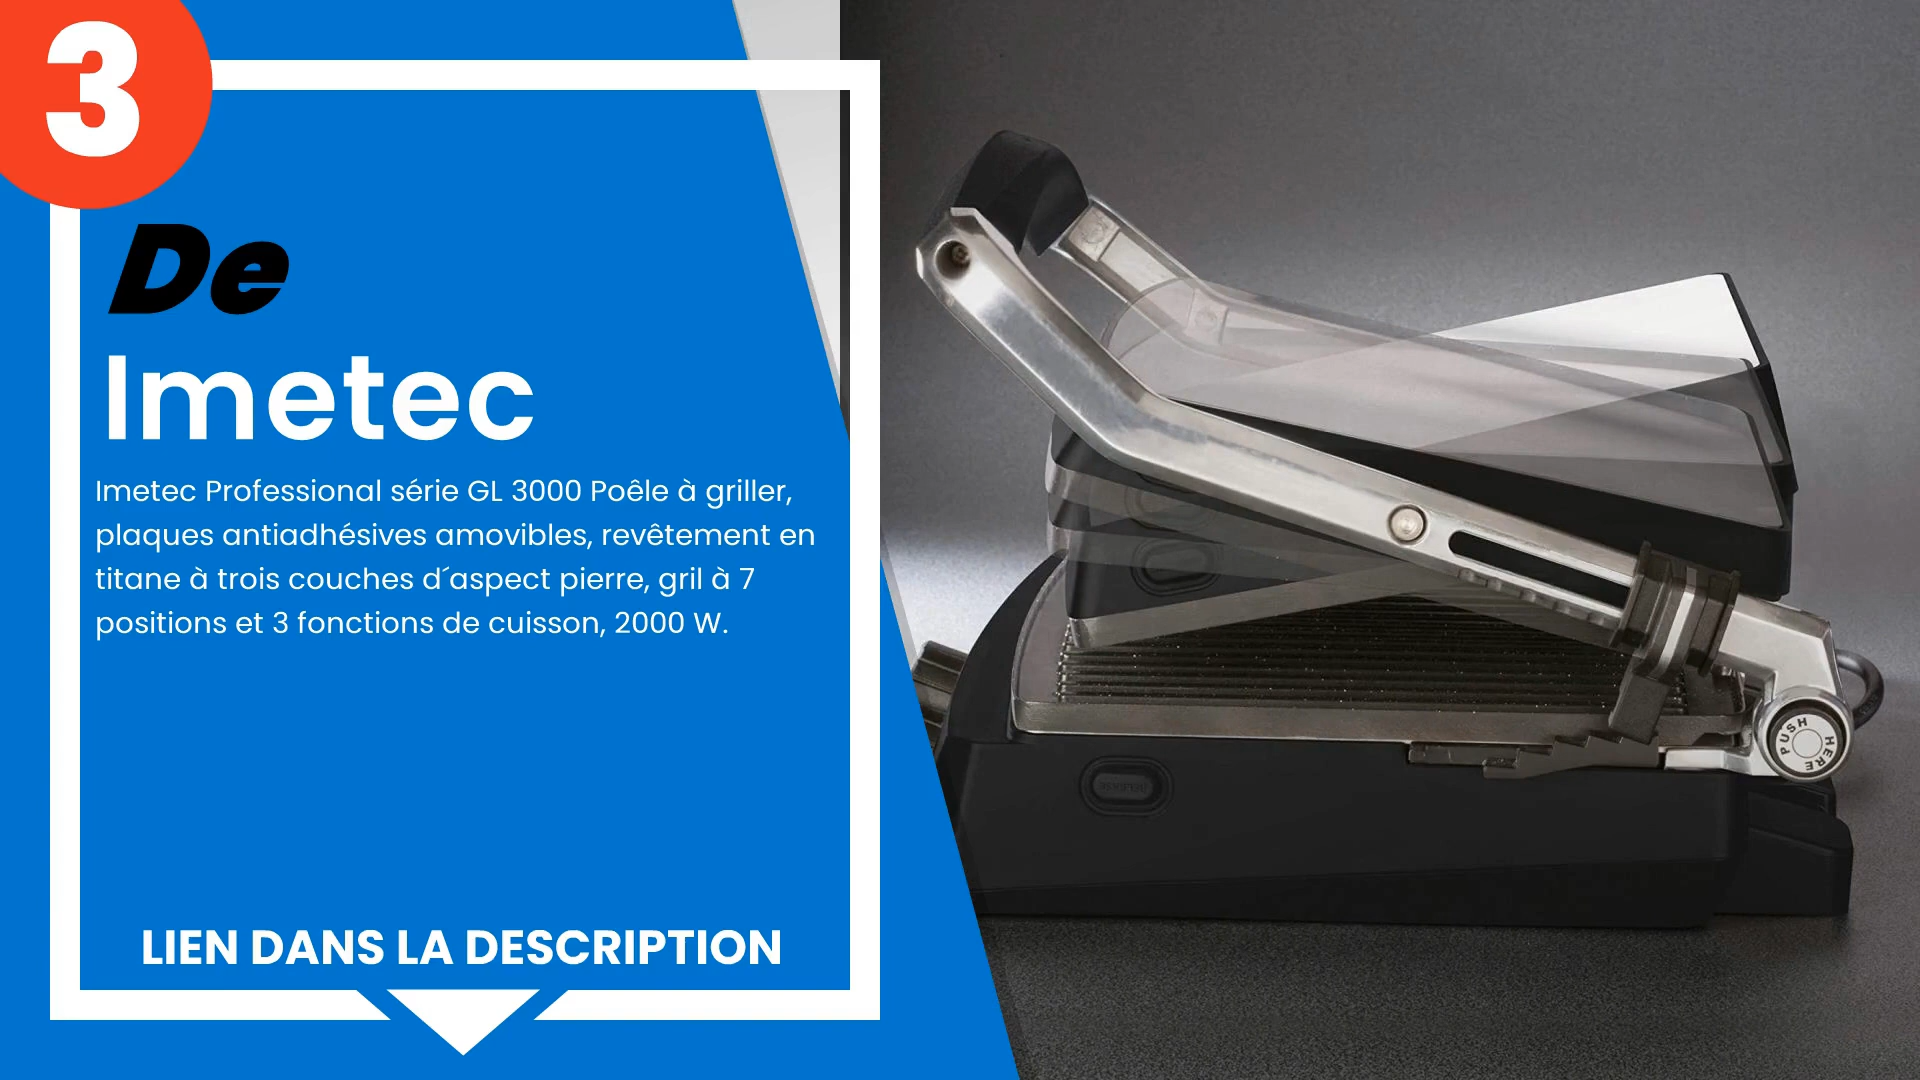 3
De
Imetec
Imetec Professional série GL 3000 Poêle à griller,
plaques antiadhésives amovibles, revêtement en
titane à trois couches d´aspect pierre, gril à 7
positions et 3 fonctions de cuisson, 2000 W.
LIEN DANS LA DESCRIPTION
PUSH HERE
RELEASE